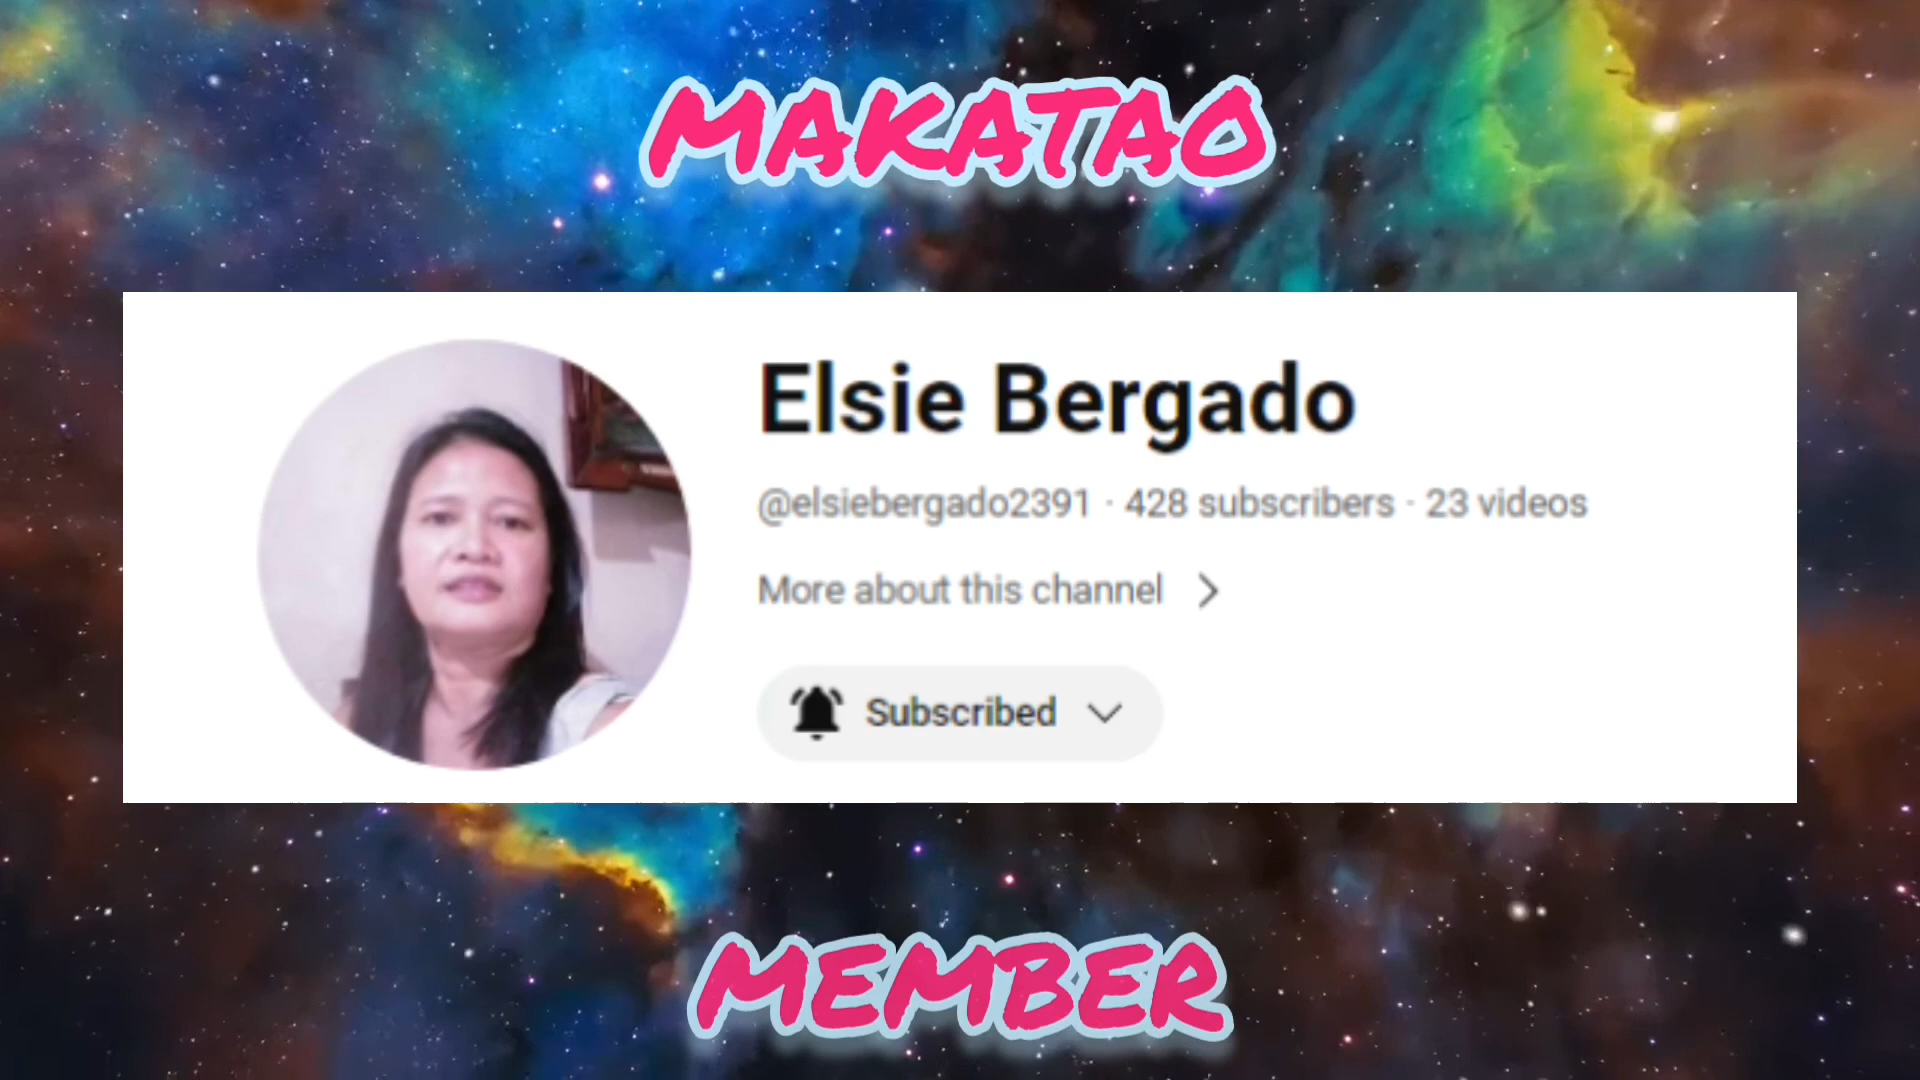 MAKATAO
Elsie Bergado
@elsiebergado2391 · 428 subscribers · 23 videos
More about this channel
Subscribed
MEMBER